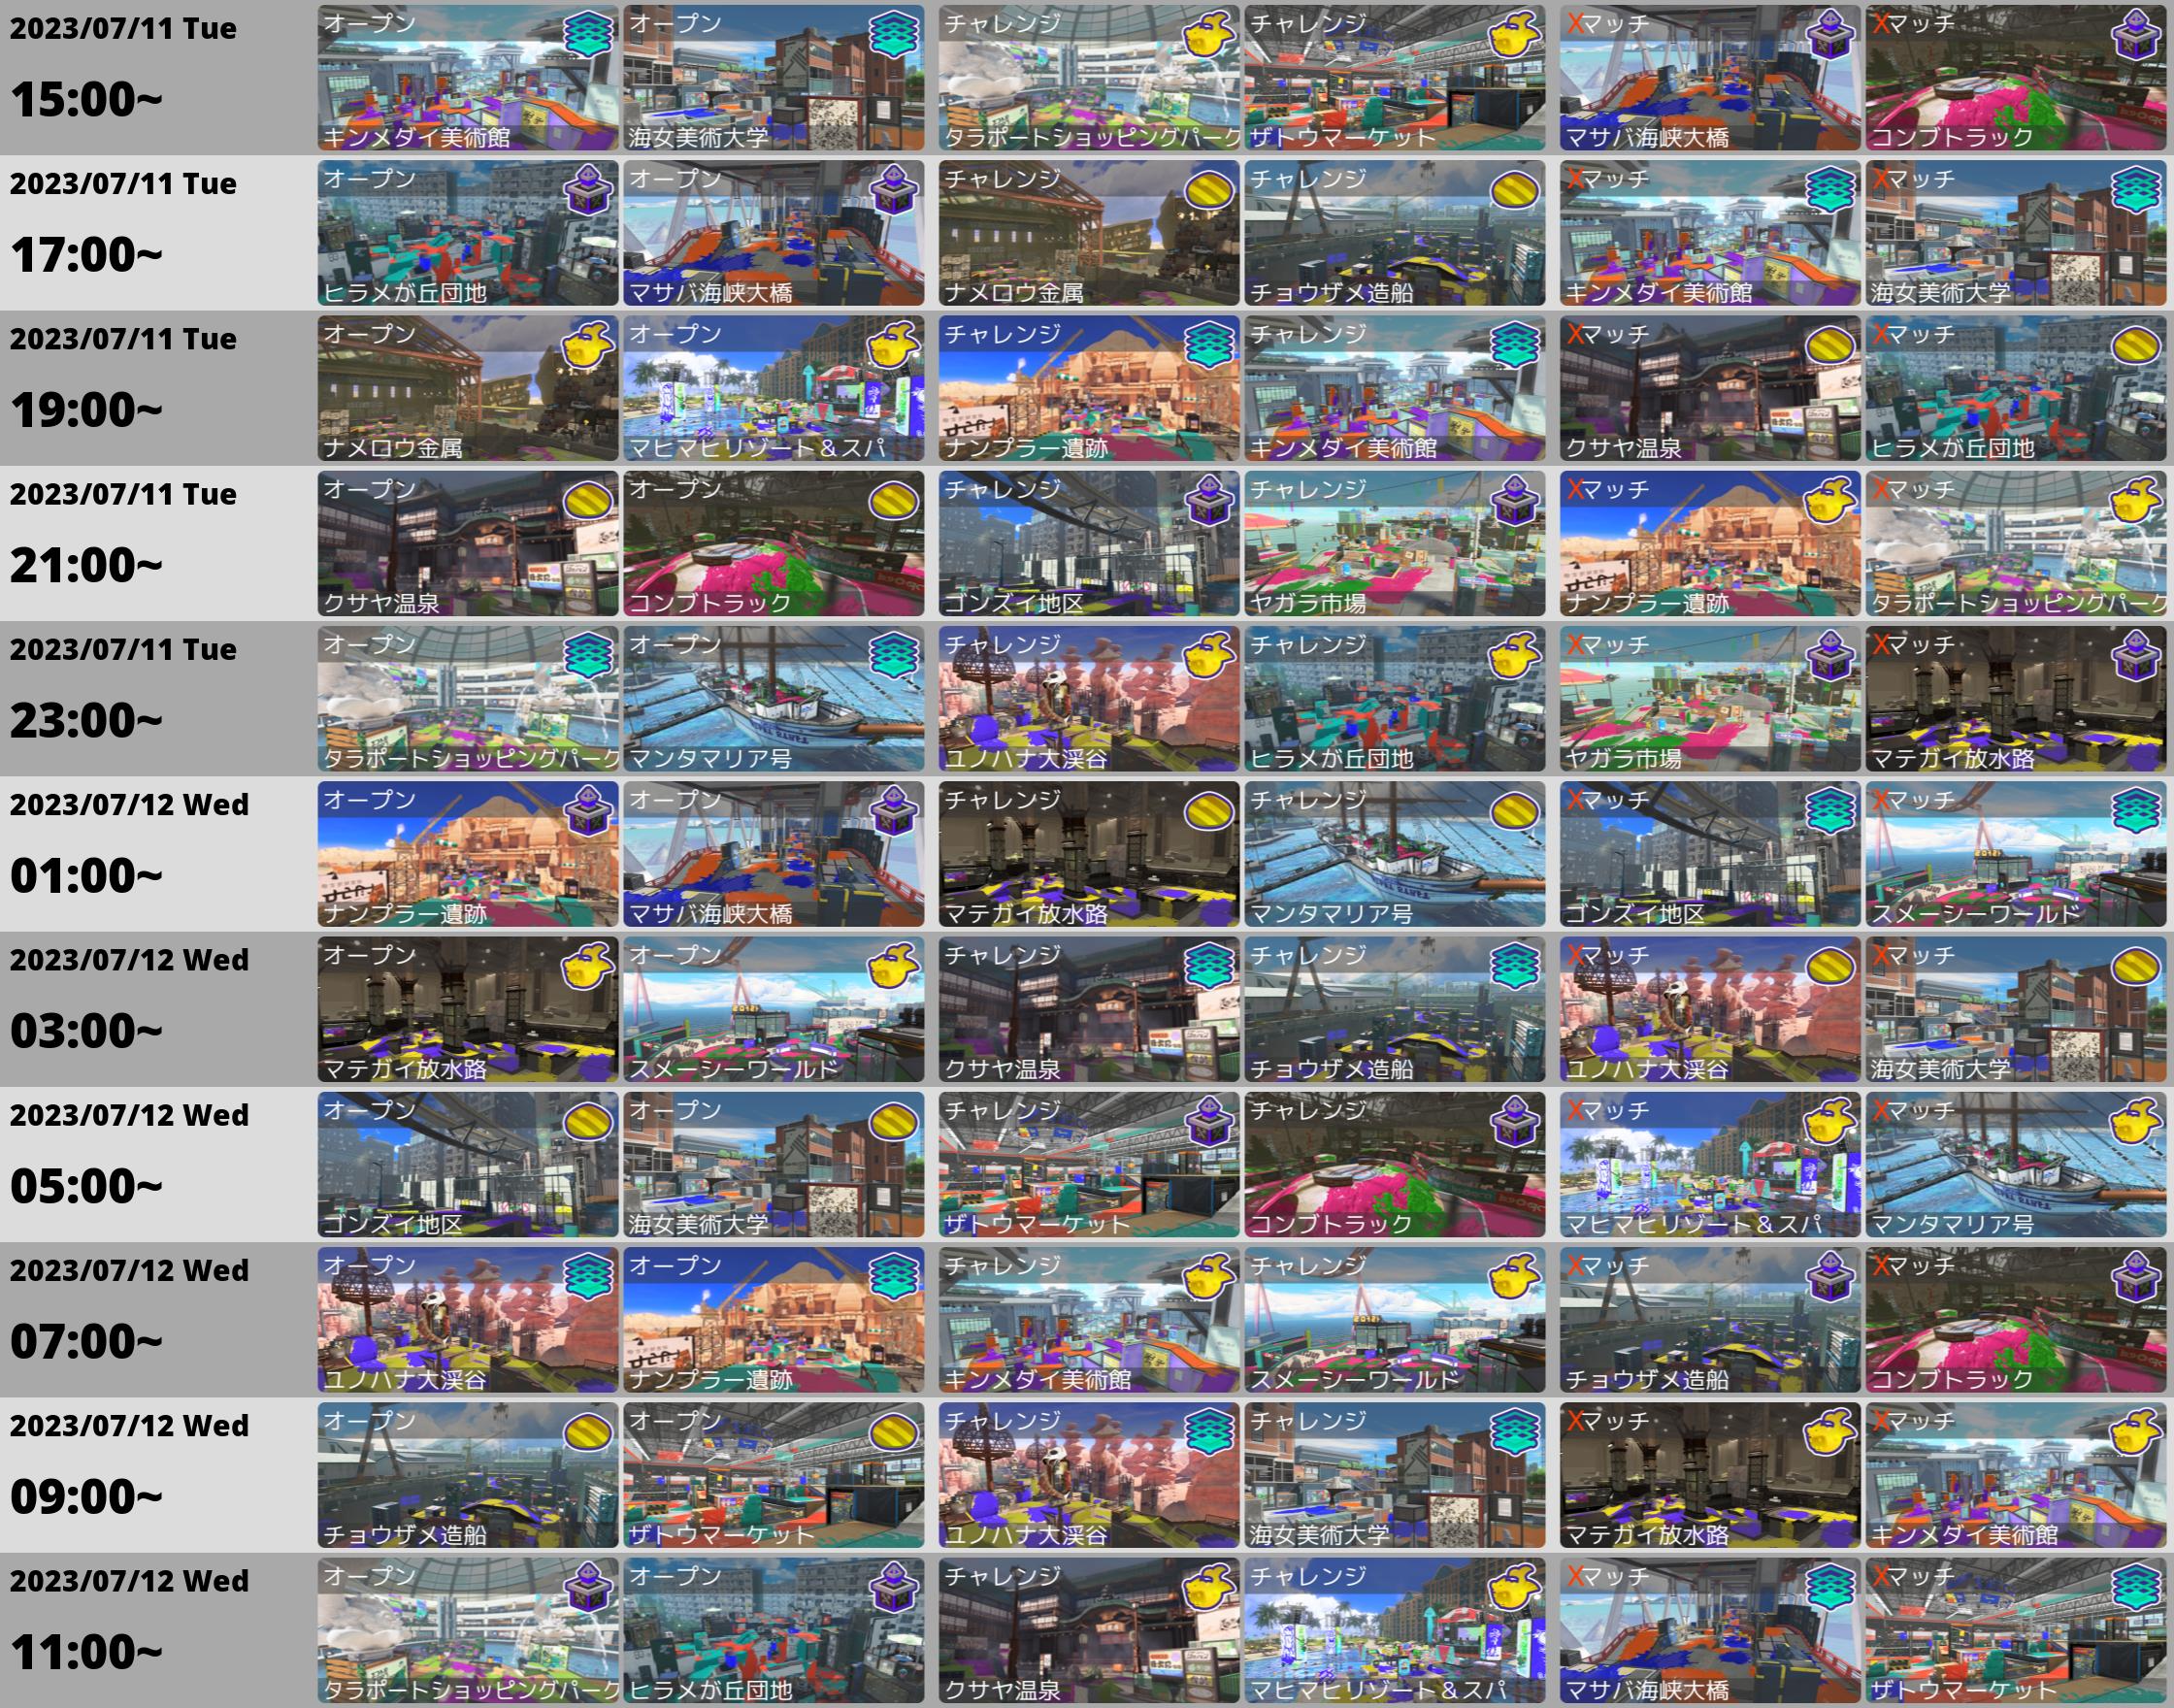 2023/07/11 Tue
15:00~
オープン
キンメダイ美術館
オープン
海女美術大学
チャレンジ
タラポートショッピングパーク
チャレンジ
ザトウマーケット
Xマッチ
マサバ海峡大橋
Xマッチ
コンブトラック
2023/07/11 Tue
17:00~
オープン
ヒラメが丘団地
オープン
マサバ海峡大橋
チャレンジ
ナメロウ金属
チャレンジ
チョウザメ造船
Xマッチ
キンメダイ美術館
Xマッチ
海女美術大学
2023/07/11 Tue
19:00~
オープン
ナメロウ金属
オープン
マヒマヒリゾート＆スパ
チャレンジ
ナンプラー遺跡
チャレンジ
キンメダイ美術館
Xマッチ
クサヤ温泉
Xマッチ
ヒラメが丘団地
2023/07/11 Tue
21:00~
オープン
クサヤ温泉
オープン
コンブトラック
チャレンジ
ゴンズイ地区
チャレンジ
ヤガラ市場
Xマッチ
ナンプラー遺跡
Xマッチ
タラポートショッピングパーク
2023/07/11 Tue
23:00~
オープン
タラポートショッピングパーク
オープン
マンタマリア号
チャレンジ
ユノハナ大渓谷
チャレンジ
ヒラメが丘団地
Xマッチ
ヤガラ市場
Xマッチ
マテガイ放水路
2023/07/12 Wed
01:00~
オープン
ナンプラー遺跡
オープン
マサバ海峡大橋
チャレンジ
マテガイ放水路
チャレンジ
マンタマリア号
Xマッチ
ゴンズイ地区
Xマッチ
スメーシーワールド
2023/07/12 Wed
03:00~
オープン
マテガイ放水路
オープン
スメーシーワールド
チャレンジ
クサヤ温泉
チャレンジ
チョウザメ造船
Xマッチ
ユノハナ大渓谷
Xマッチ
海女美術大学
2023/07/12 Wed
05:00~
オープン
ゴンズイ地区
オープン
海女美術大学
チャレンジ
ザトウマーケット
チャレンジ
コンブトラック
Xマッチ
マヒマヒリゾート＆スパ
Xマッチ
マンタマリア号
2023/07/12 Wed
07:00~
オープン
ユノハナ大渓谷
オープン
ナンプラー遺跡
チャレンジ
キンメダイ美術館
チャレンジ
スメーシーワールド
Xマッチ
チョウザメ造船
Xマッチ
コンブトラック
2023/07/12 Wed
09:00~
オープン
チョウザメ造船
オープン
ザトウマーケット
チャレンジ
ユノハナ大渓谷
チャレンジ
海女美術大学
Xマッチ
マテガイ放水路
Xマッチ
キンメダイ美術館
2023/07/12 Wed
11:00~
オープン
タラポートショッピングパーク
オープン
ヒラメが丘団地
チャレンジ
クサヤ温泉
チャレンジ
マヒマヒリゾート＆スパ
Xマッチ
マサバ海峡大橋
Xマッチ
ザトウマーケット